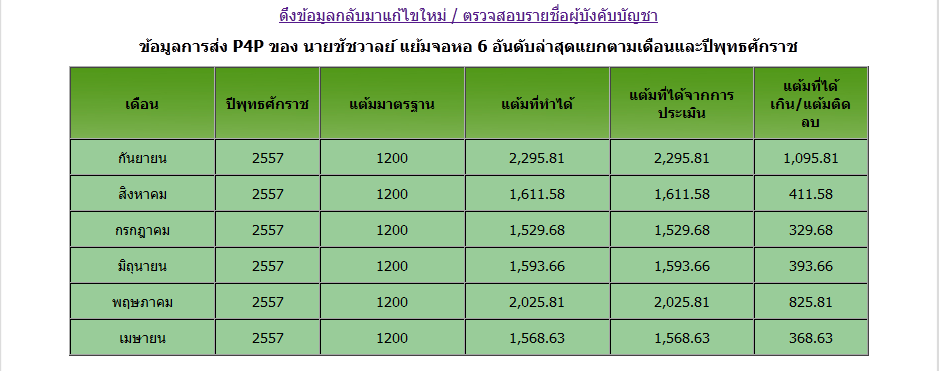 ดึงข้อมูลกลับมาแก้ไขใหม่ / ตรวจสอบรายชื่อผู้บังคับบัญชา
ข้อมูลการส่ง P4P ของ นายชัชวาลย์ แย้มจอหอ 6 อันดับล่าสุดแยกตามเดือนและปีพุทธศักราช
เดือน ปีพุทธศักราช แต้มมาตรฐาน แต้มที่ทำได้ แต้มที่ได้จากการ
ประเมิน แต้มที่ได้
เกิน/แต้มติด
ลบ
กันยายน 2557 1200 2,295.81 2,295.81 1,095.81
สิงหาคม 2557 1200 1,611.58 1,611.58 411.58
กรกฎาคม 2557 1200 1,529.68 1,529.68 329.68
มิถุนายน 2557 1200 1,593.66 1,593.66 393.66
พฤษภาคม 2557 1200 2,025.81 2,025.81 825.81
เมษายน 2557 1200 1,568.63 1,568.63 368.63